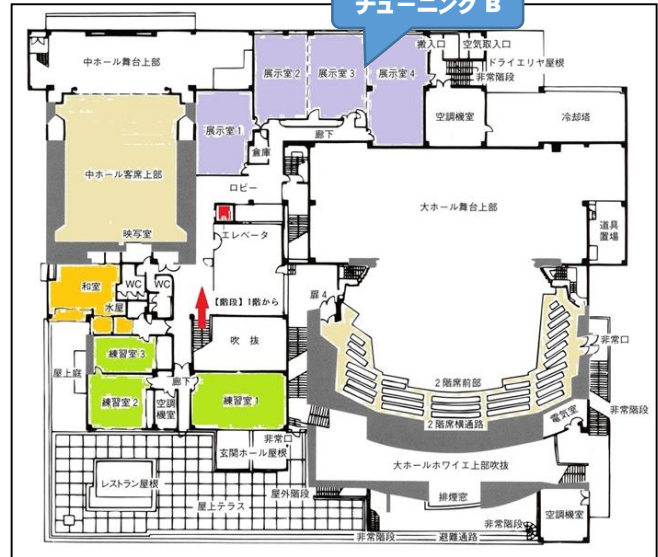 チューニング B
中ホール舞台上部
展示室2
展示室3
展示室4
搬入口
空気取入口
ドライエリヤ屋根
非常階段
展示室1
倉庫
廊下
空調機室
冷却塔
中ホール客席上部
ロビー
大ホール舞台上部
エレベータ
道具
置場
映写室
和室
WC
WC
水屋
【階段】1階から
扉4
吹抜
練習室3
屋上庭
2階席前部
非常口
練習室2
廊下
空調
機室
練習室1
2階席横通路
電気室
非常階段
非常口
玄関ホール屋根
大ホールホワイエ上部吹抜
レストラン屋根
屋上テラス
屋外階段
排煙窓
空調機室
非常階段
避難通路
非常階段